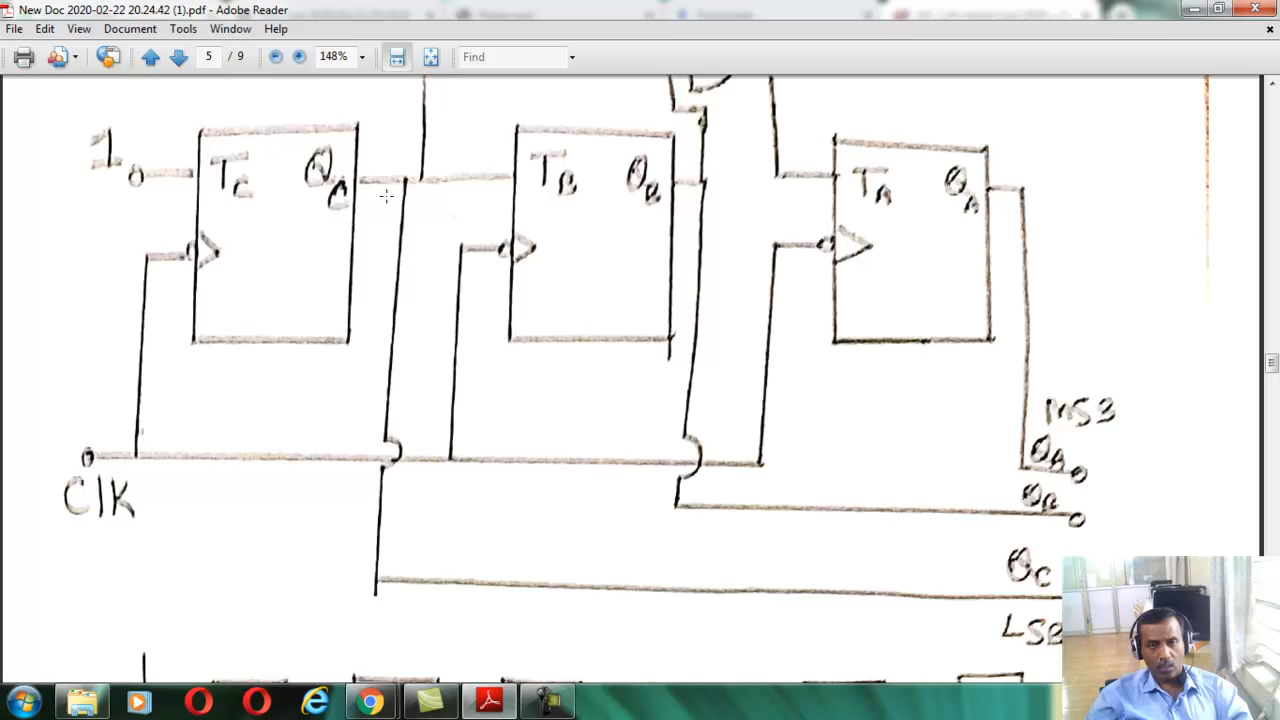 New Doc 2020-02-22 20.24.42 (1).pdf - Adobe Reader
File Edit View Document Tools Window Help
5 / 9 148% Find
1 TC QC TB QB TA QA
MSB
QA
CLK
QB
QC
LSB